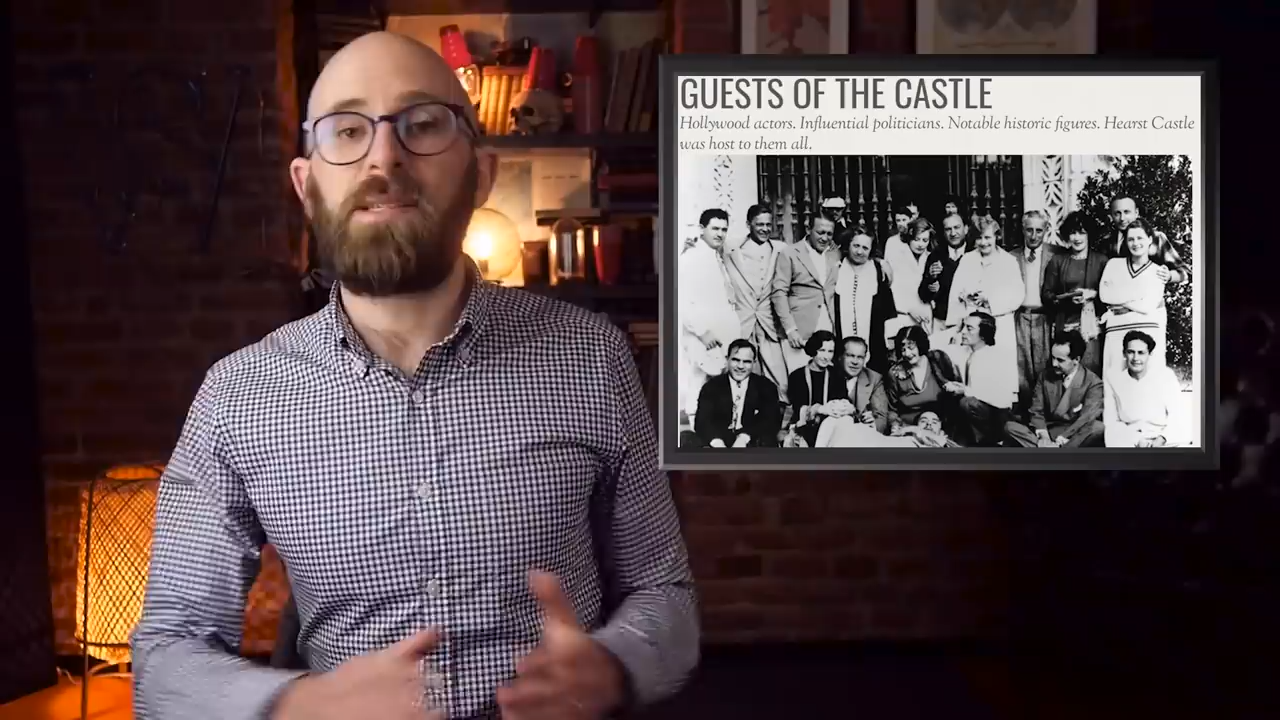 GUESTS OF THE CASTLE
Hollywood actors. Influential politicians. Notable historic figures. Hearst Castle
was host to them all.